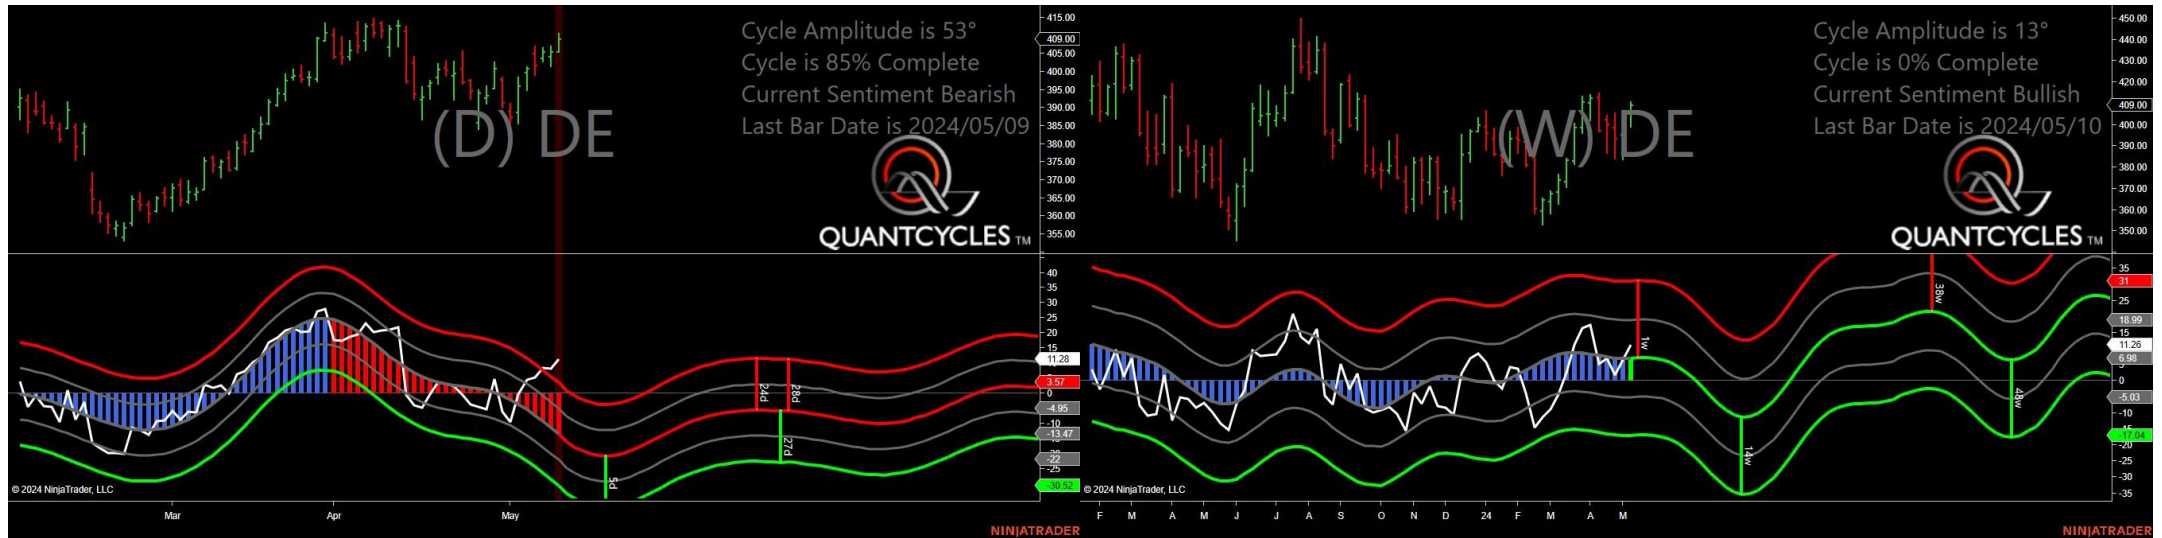 Cycle Amplitude is 53°
Cycle is 85% Complete
Current Sentiment Bearish
Last Bar Date is 2024/05/09
(D) DE
QUANTCYCLES TM
415.00
409.00
405.00
400.00
395.00
390.00
385.00
380.00
375.00
370.00
365.00
360.00
355.00
40
35
30
25
20
15
11.28
3.57
0
-4.95
-10
-13.47
-22
-25
-30.52
24d
28d
27d
5d
© 2024 NinjaTrader, LLC
Mar
Apr
May
NINJATRADER
Cycle Amplitude is 13°
Cycle is 0% Complete
Current Sentiment Bullish
Last Bar Date is 2024/05/10
(W) DE
QUANTCYCLES TM
450.00
440.00
430.00
420.00
409.00
400.00
390.00
380.00
370.00
360.00
350.00
35
31
25
18.99
15
11.26
6.98
0
-5.03
-10
-17.04
-20
-25
-30
-35
1w
14w
38w
48w
© 2024 NinjaTrader, LLC
F M A M J J A S O N D 24 F M A M
NINJATRADER